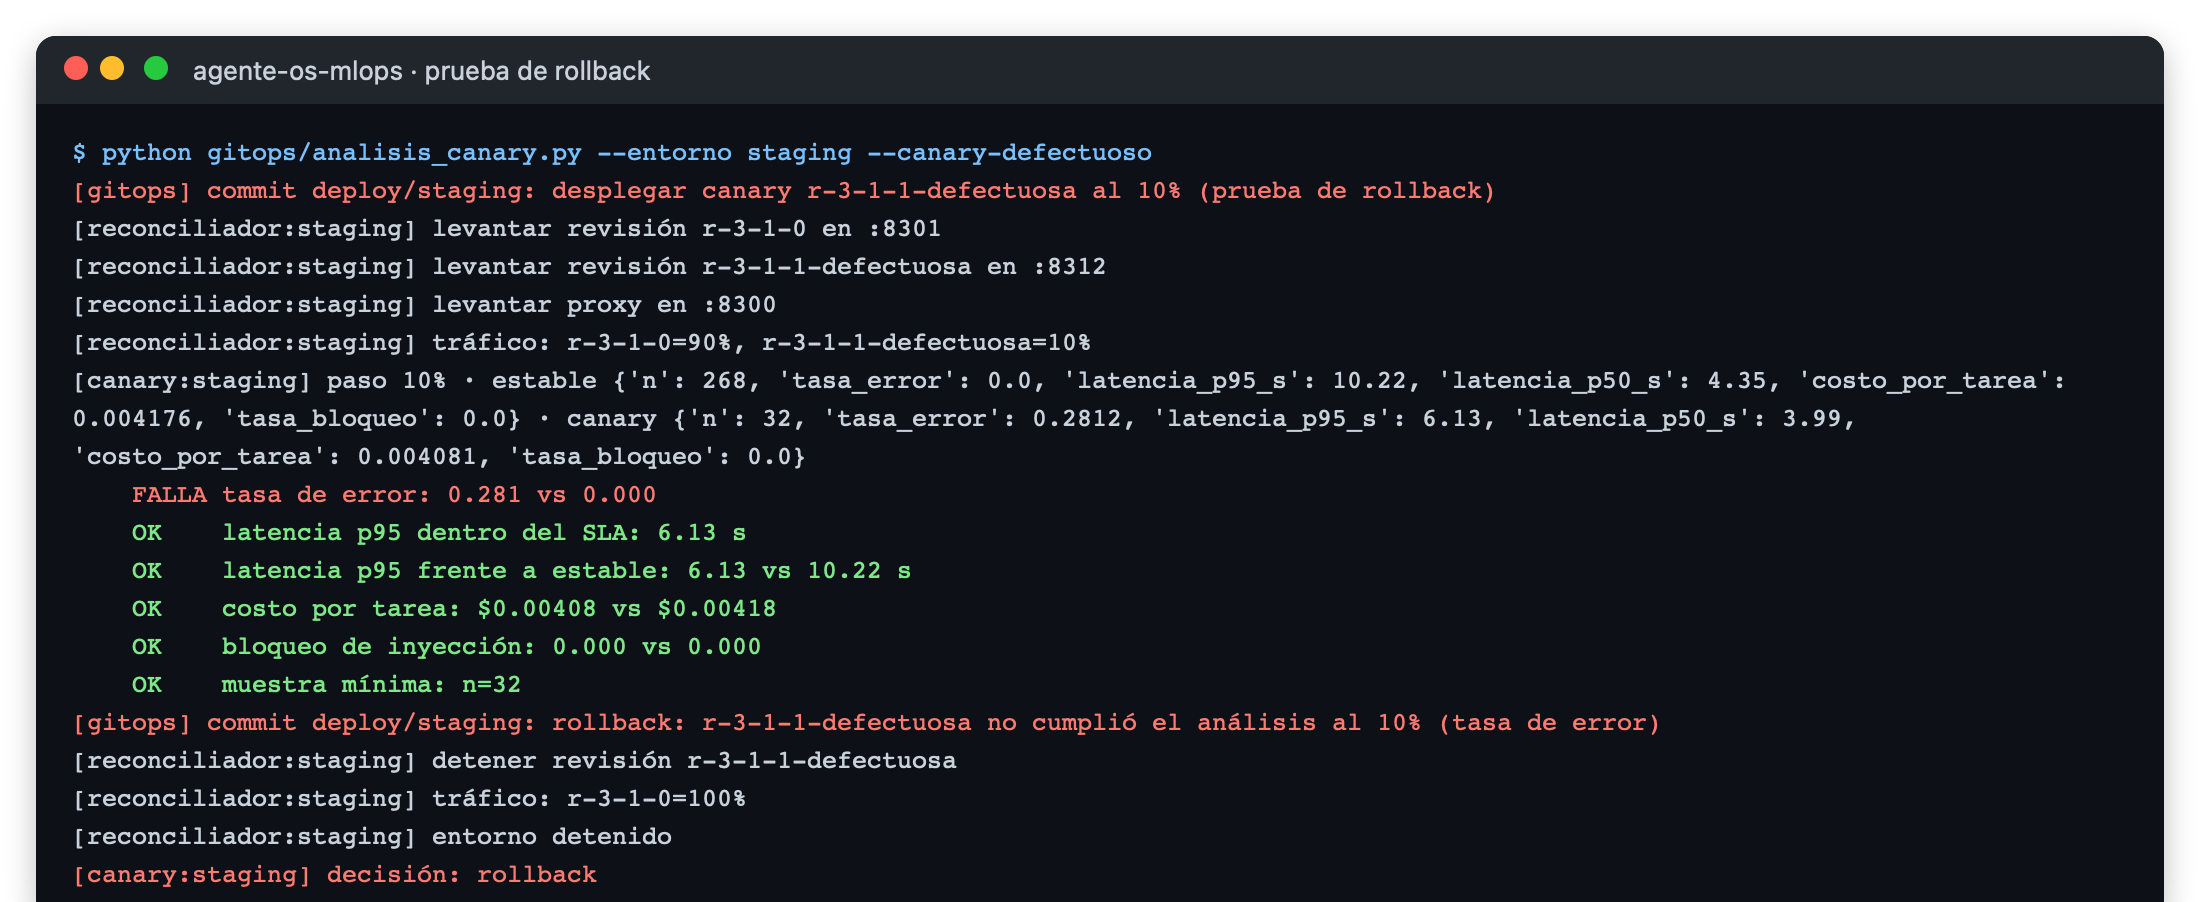 agente-os-mlops · prueba de rollback
$ python gitops/analisis_canary.py --entorno staging --canary-defectuoso
[gitops] commit deploy/staging: desplegar canary r-3-1-1-defectuosa al 10% (prueba de rollback)
[reconciliador:staging] levantar revisión r-3-1-0 en :8301
[reconciliador:staging] levantar revisión r-3-1-1-defectuosa en :8312
[reconciliador:staging] levantar proxy en :8300
[reconciliador:staging] tráfico: r-3-1-0=90%, r-3-1-1-defectuosa=10%
[canary:staging] paso 10% · estable {'n': 268, 'tasa_error': 0.0, 'latencia_p95_s': 10.22, 'latencia_p50_s': 4.35, 'costo_por_tarea':
0.004176, 'tasa_bloqueo': 0.0} · canary {'n': 32, 'tasa_error': 0.2812, 'latencia_p95_s': 6.13, 'latencia_p50_s': 3.99,
'costo_por_tarea': 0.004081, 'tasa_bloqueo': 0.0}
FALLA tasa de error: 0.281 vs 0.000
OK    latencia p95 dentro del SLA: 6.13 s
OK    latencia p95 frente a estable: 6.13 vs 10.22 s
OK    costo por tarea: $0.00408 vs $0.00418
OK    bloqueo de inyección: 0.000 vs 0.000
OK    muestra mínima: n=32
[gitops] commit deploy/staging: rollback: r-3-1-1-defectuosa no cumplió el análisis al 10% (tasa de error)
[reconciliador:staging] detener revisión r-3-1-1-defectuosa
[reconciliador:staging] tráfico: r-3-1-0=100%
[reconciliador:staging] entorno detenido
[canary:staging] decisión: rollback